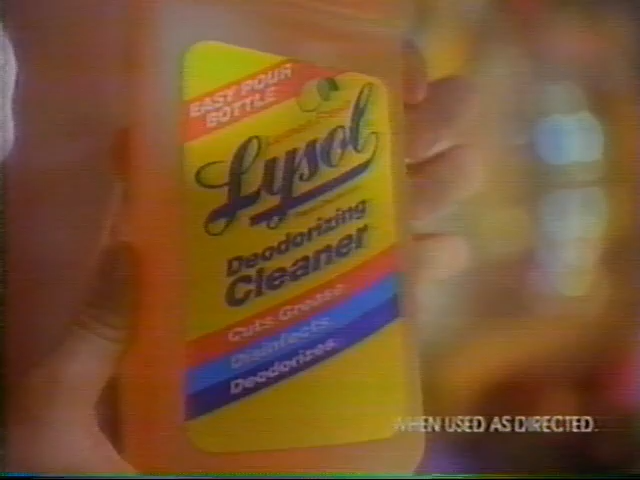 EASY POUR
BOTTLE
Lysol
Deodorizing
Cleaner
Cuts Grease
Disinfects
Deodorizes
WHEN USED AS DIRECTED.